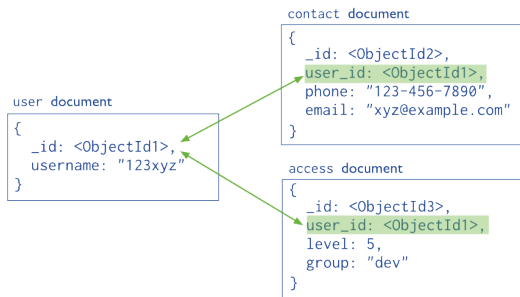 user document
{
_id: <ObjectId1>,
username: "123xyz"
}
contact document
{
_id: <ObjectId2>,
user_id: <ObjectId1>,
phone: "123-456-7890",
email: "xyz@example.com"
}
access document
{
_id: <ObjectId3>,
user_id: <ObjectId1>,
level: 5,
group: "dev"
}